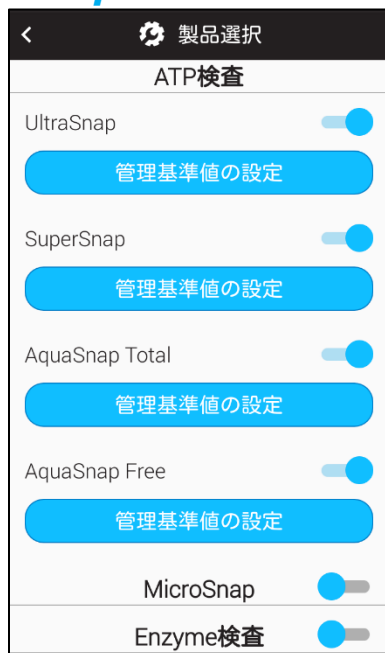 製品選択
ATP検査
UltraSnap
管理基準値の設定
SuperSnap
管理基準値の設定
AquaSnap Total
管理基準値の設定
AquaSnap Free
管理基準値の設定
MicroSnap
Enzyme検査